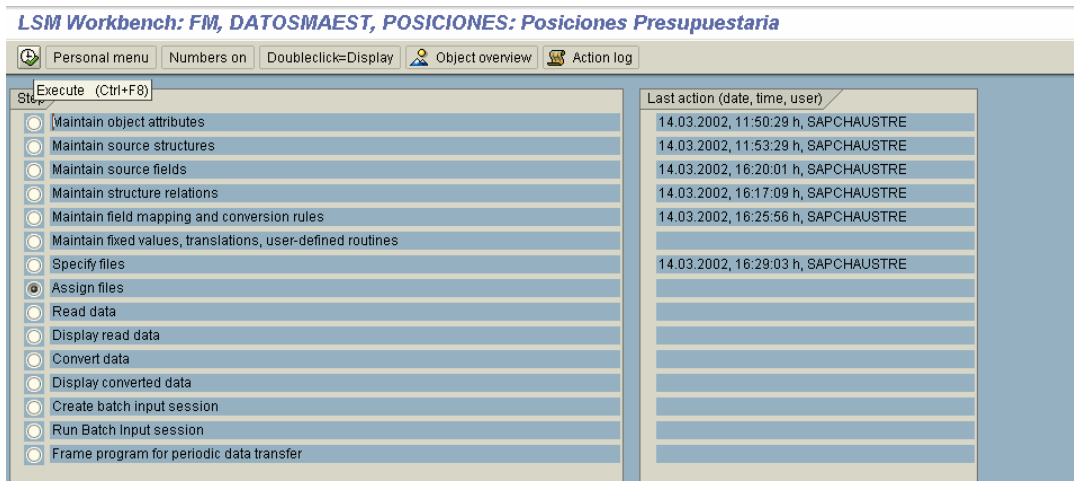 LSM Workbench: FM, DATOSMAEST, POSICIONES: Posiciones Presupuestaria
Personal menu Numbers on Doubleclick=Display Object overview Action log
Execute (Ctrl+F8)
Step Last action (date, time, user)
Maintain object attributes 14.03.2002, 11:50:29 h, SAPCHAUSTRE
Maintain source structures 14.03.2002, 11:53:29 h, SAPCHAUSTRE
Maintain source fields 14.03.2002, 16:20:01 h, SAPCHAUSTRE
Maintain structure relations 14.03.2002, 16:17:09 h, SAPCHAUSTRE
Maintain field mapping and conversion rules 14.03.2002, 16:25:56 h, SAPCHAUSTRE
Maintain fixed values, translations, user-defined routines
Specify files 14.03.2002, 16:29:03 h, SAPCHAUSTRE
Assign files
Read data
Display read data
Convert data
Display converted data
Create batch input session
Run Batch Input session
Frame program for periodic data transfer